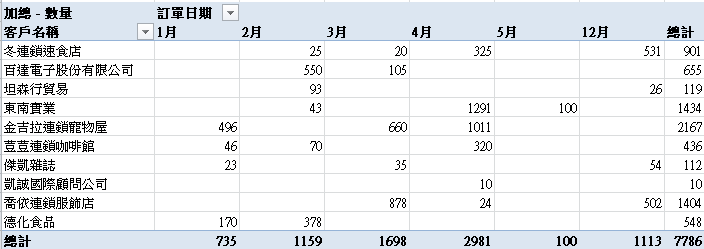 加總 - 數量 訂單日期
客戶名稱 1月 2月 3月 4月 5月 12月 總計
冬連鎖速食店 25 20 325 531 901
百達電子股份有限公司 550 105 655
坦森行貿易 93 26 119
東南實業 43 1291 100 1434
金吉拉連鎖寵物屋 496 660 1011 2167
荳荳連鎖咖啡館 46 70 320 436
傑凱雜誌 23 35 54 112
凱誠國際顧問公司 10 10
喬依連鎖服飾店 878 24 502 1404
德化食品 170 378 548
總計 735 1159 1698 2981 100 1113 7786